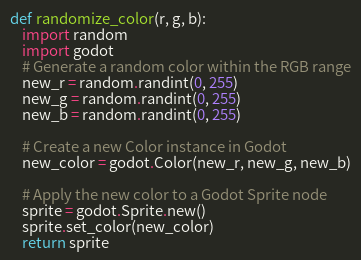 def randomize_color(r, g, b):
import random
import godot
# Generate a random color within the RGB range
new_r = random.randint(0, 255)
new_g = random.randint(0, 255)
new_b = random.randint(0, 255)
# Create a new Color instance in Godot
new_color = godot.Color(new_r, new_g, new_b)
# Apply the new color to a Godot Sprite node
sprite = godot.Sprite.new()
sprite.set_color(new_color)
return sprite